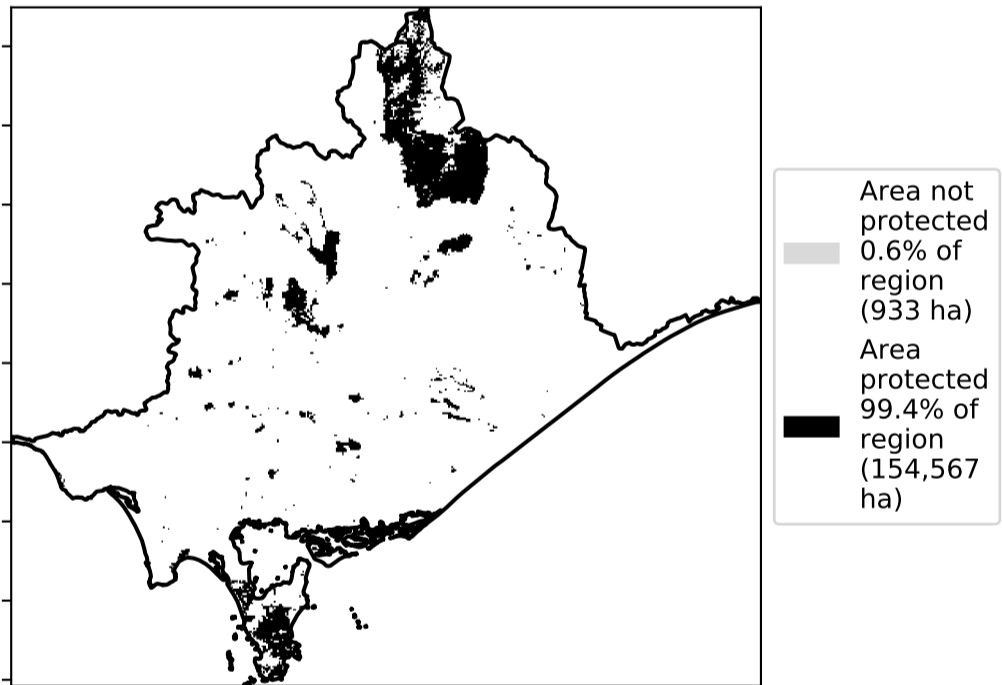 Area not
protected
0.6% of
region
(933 ha)
Area
protected
99.4% of
region
(154,567
ha)